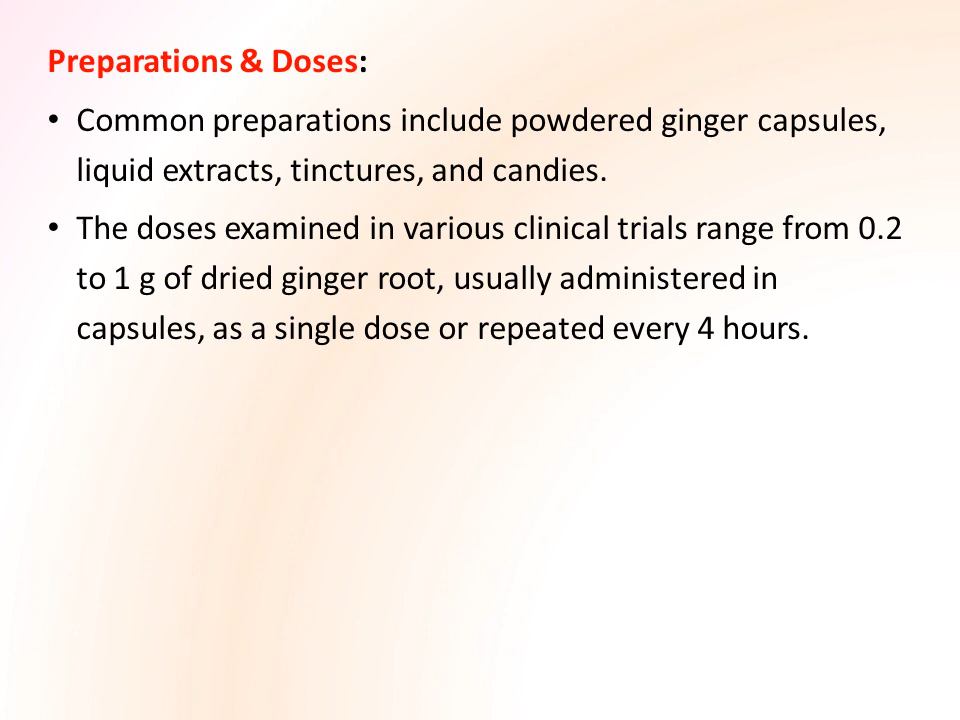 Preparations & Doses:
• Common preparations include powdered ginger capsules,
liquid extracts, tinctures, and candies.
• The doses examined in various clinical trials range from 0.2
to 1 g of dried ginger root, usually administered in
capsules, as a single dose or repeated every 4 hours.